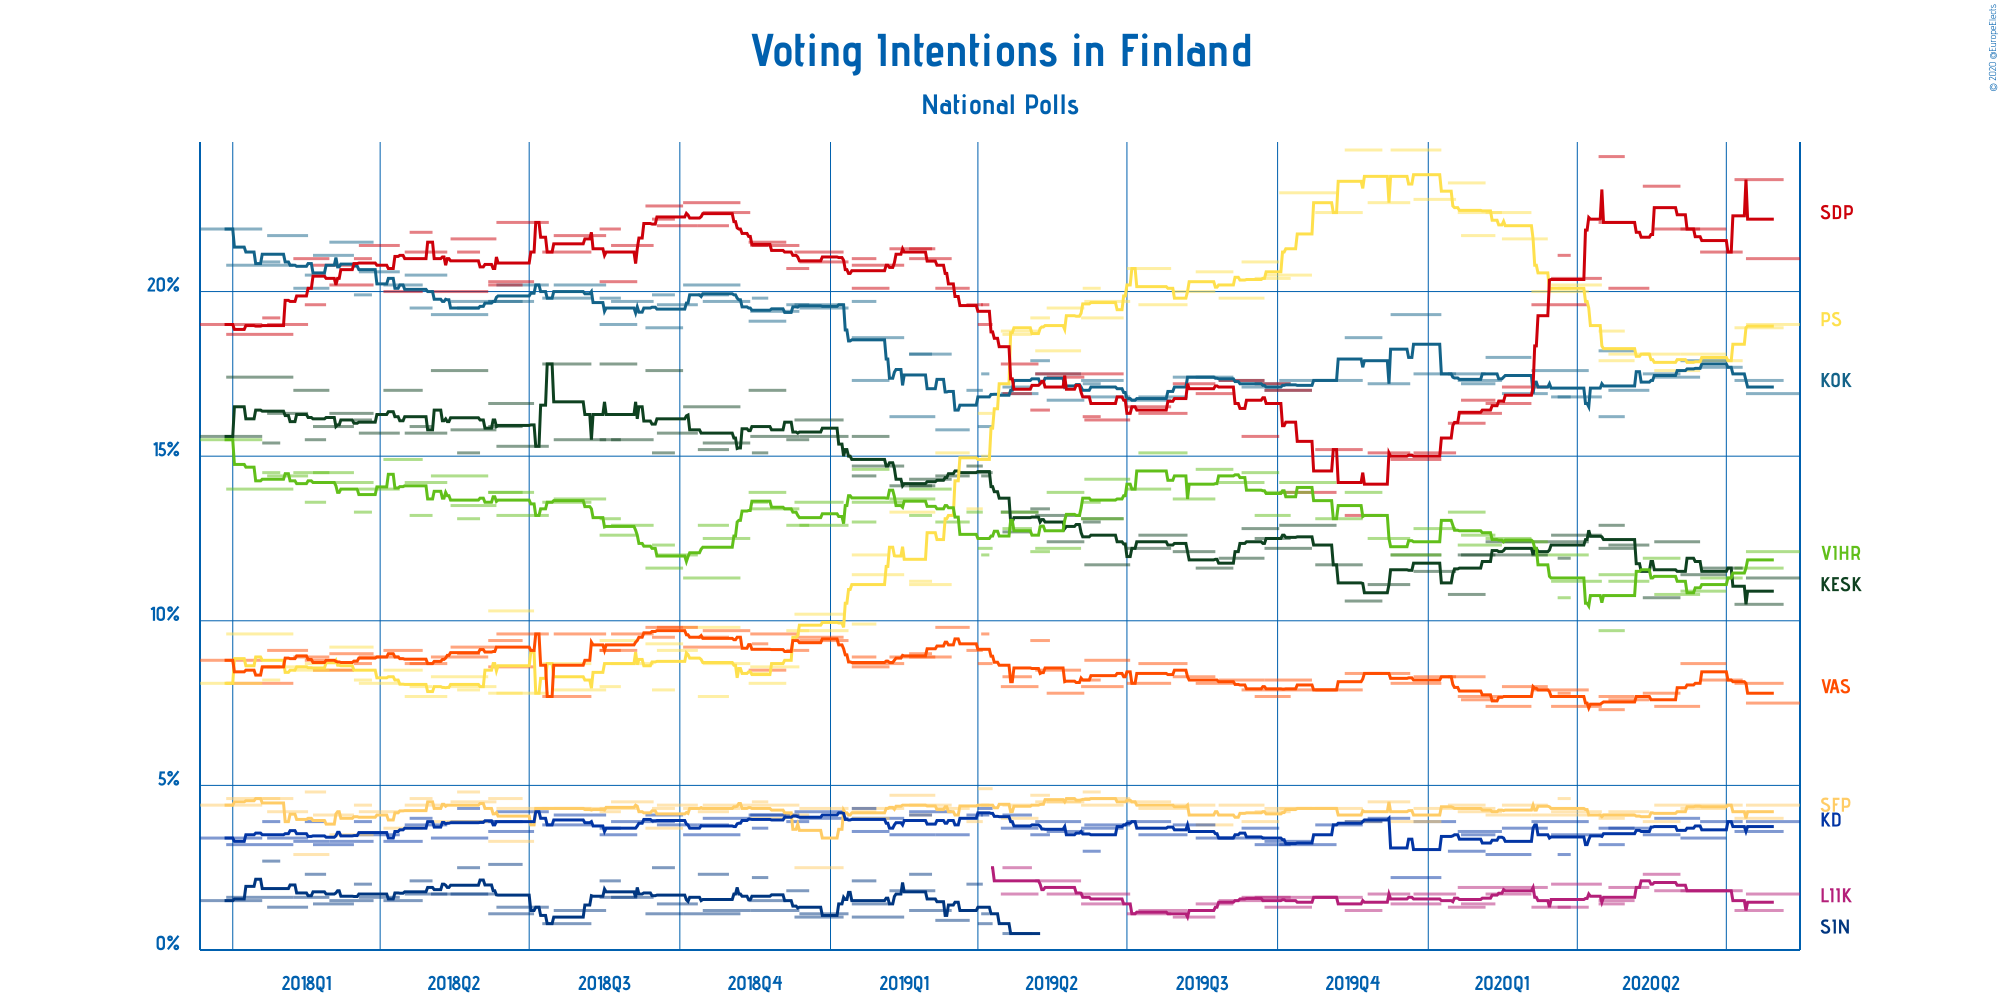 Voting Intentions in Finland
National Polls
© 2020 @EuropeElects
20%
15%
10%
5%
0%
SDP
PS
KOK
VIHR
KESK
VAS
SFP
KD
LIIK
SIN
2018Q1 2018Q2 2018Q3 2018Q4 2019Q1 2019Q2 2019Q3 2019Q4 2020Q1 2020Q2